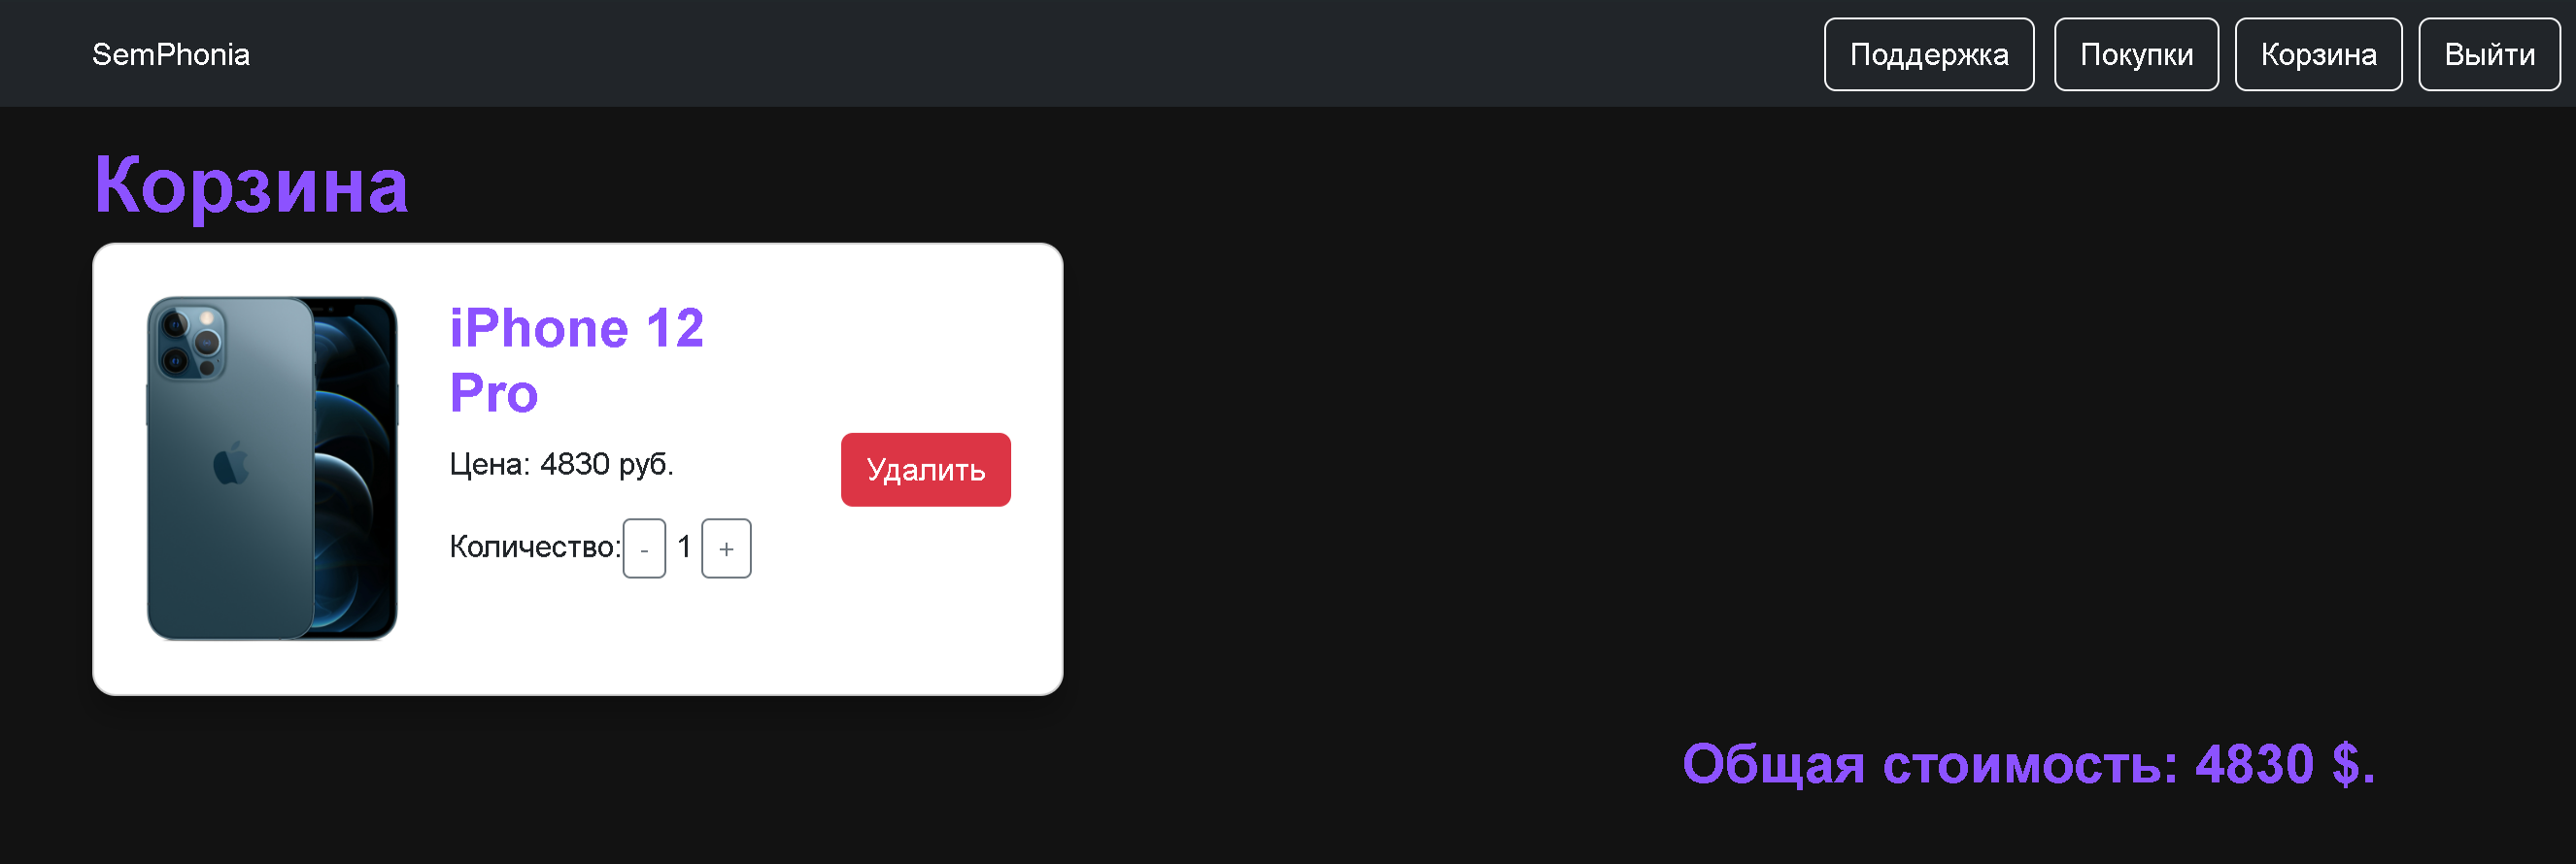 SemPhonia
Поддержка
Покупки
Корзина
Выйти
Корзина
iPhone 12
Pro
Цена: 4830 руб.
Удалить
Количество: - 1 +
Общая стоимость: 4830 $.